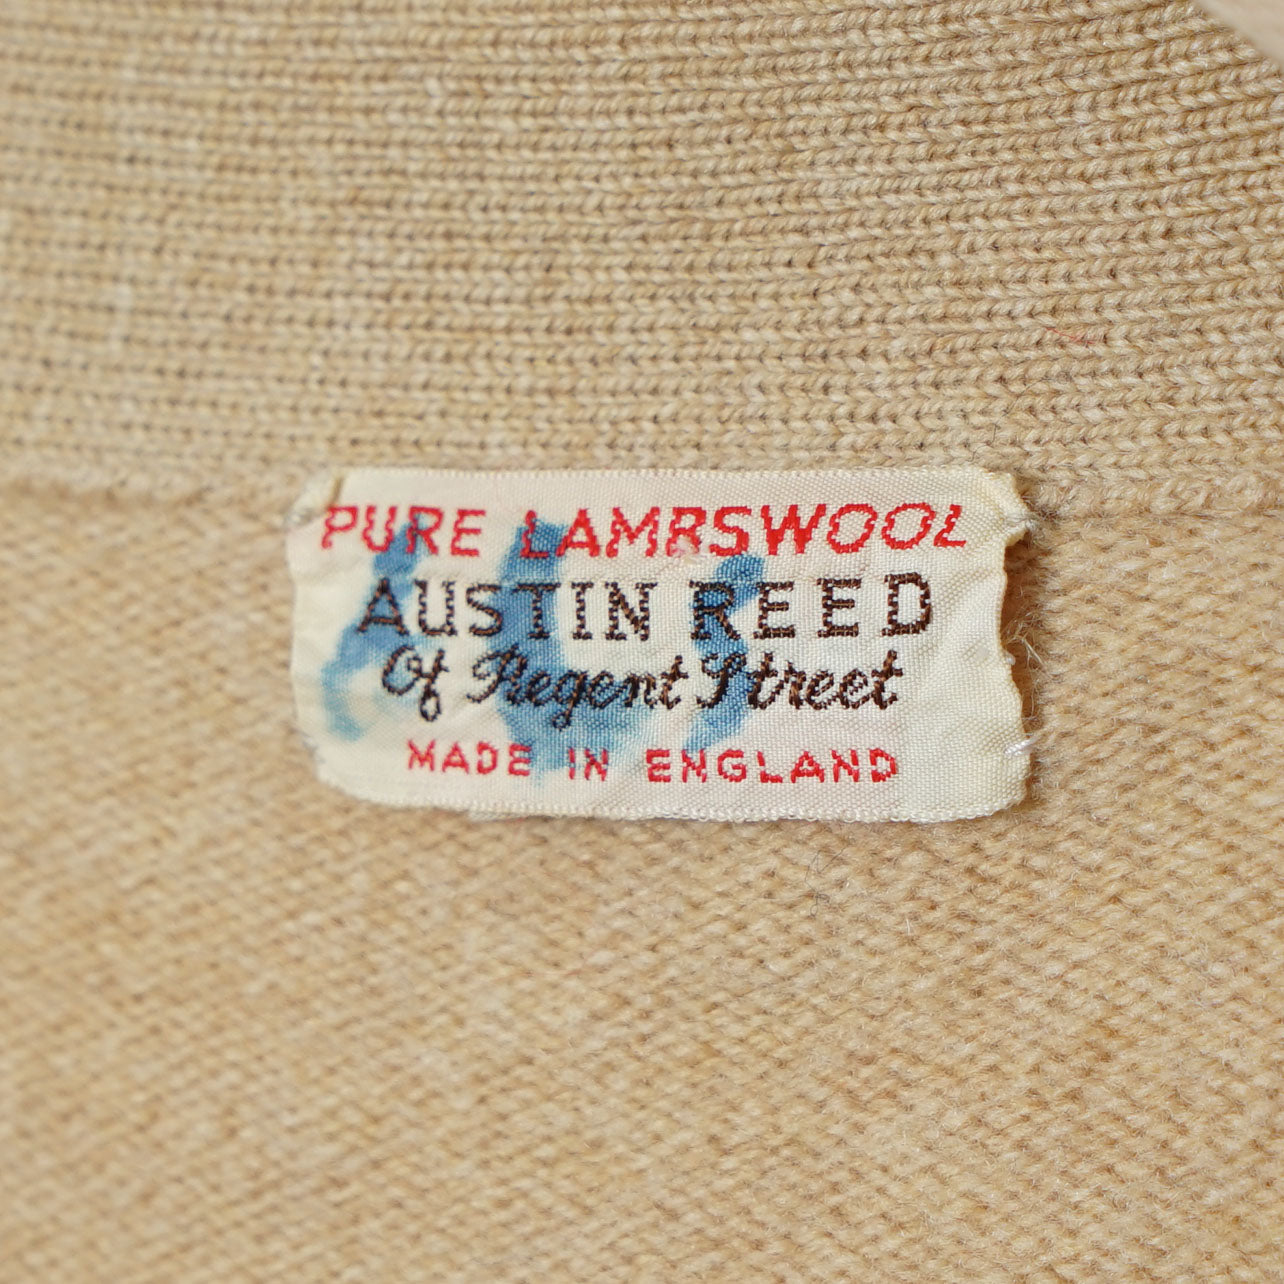 PURE LAMBSWOOL
AUSTIN REED
Of Regent Street
MADE IN ENGLAND